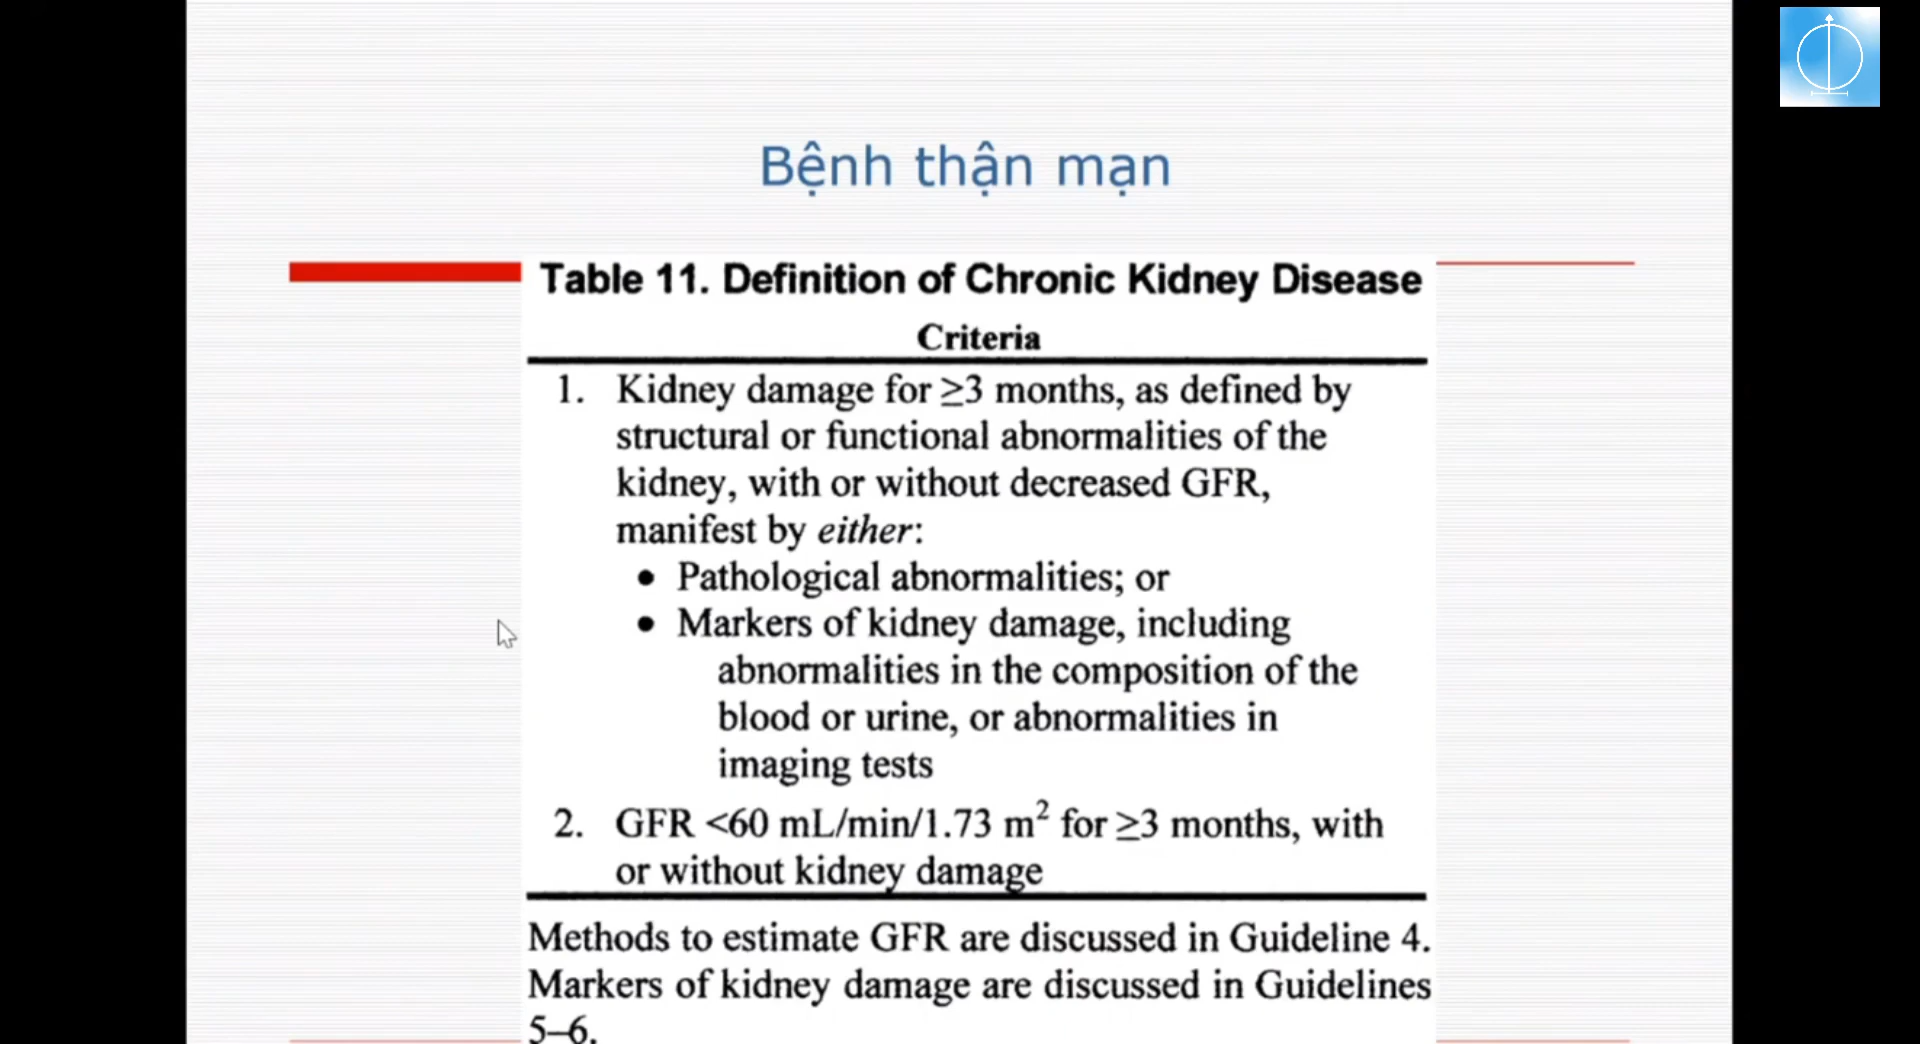 Bệnh thận mạn
Table 11. Definition of Chronic Kidney Disease
Criteria
1. Kidney damage for ≥3 months, as defined by
structural or functional abnormalities of the
kidney, with or without decreased GFR,
manifest by either:
• Pathological abnormalities; or
• Markers of kidney damage, including
abnormalities in the composition of the
blood or urine, or abnormalities in
imaging tests
2. GFR <60 mL/min/1.73 m² for ≥3 months, with
or without kidney damage
Methods to estimate GFR are discussed in Guideline 4.
Markers of kidney damage are discussed in Guidelines
5–6.